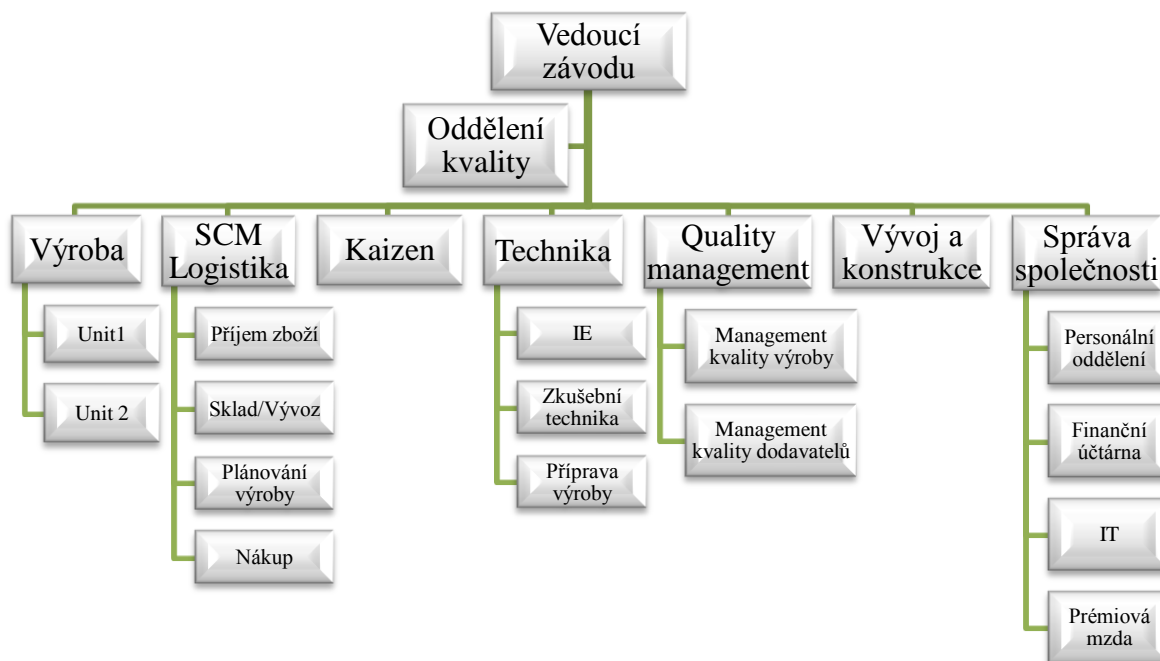 Vedoucí
závodu
Oddělení
kvality
Výroba
SCM
Logistika
Kaizen
Technika
Quality
management
Vývoj a
konstrukce
Správa
společnosti
Unit1
Unit 2
Příjem zboží
Sklad/Vývoz
Plánování
výroby
Nákup
IE
Zkušební
technika
Příprava
výroby
Management
kvality výroby
Management
kvality dodavatelů
Personální
oddělení
Finanční
účtárna
IT
Prémiová
mzda